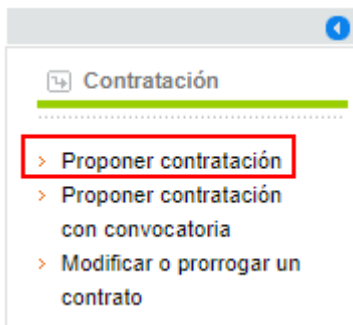 Contratación
Proponer contratación
Proponer contratación
con convocatoria
Modificar o prorrogar un
contrato